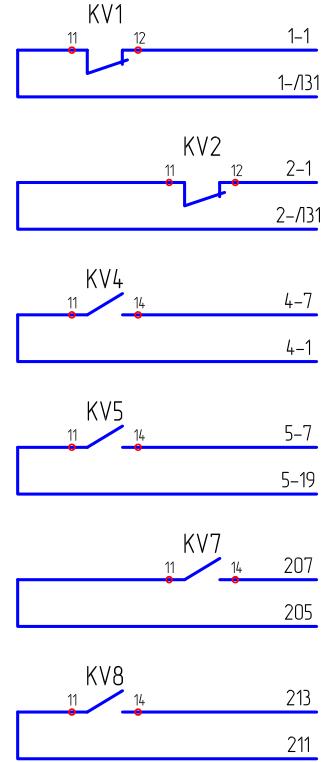 KV1
11 12 1-1
1-Л31
KV2
11 12 2-1
2-Л31
KV4
11 14 4-7
4-1
KV5
11 14 5-7
5-19
KV7
11 14 207
205
KV8
11 14 213
211